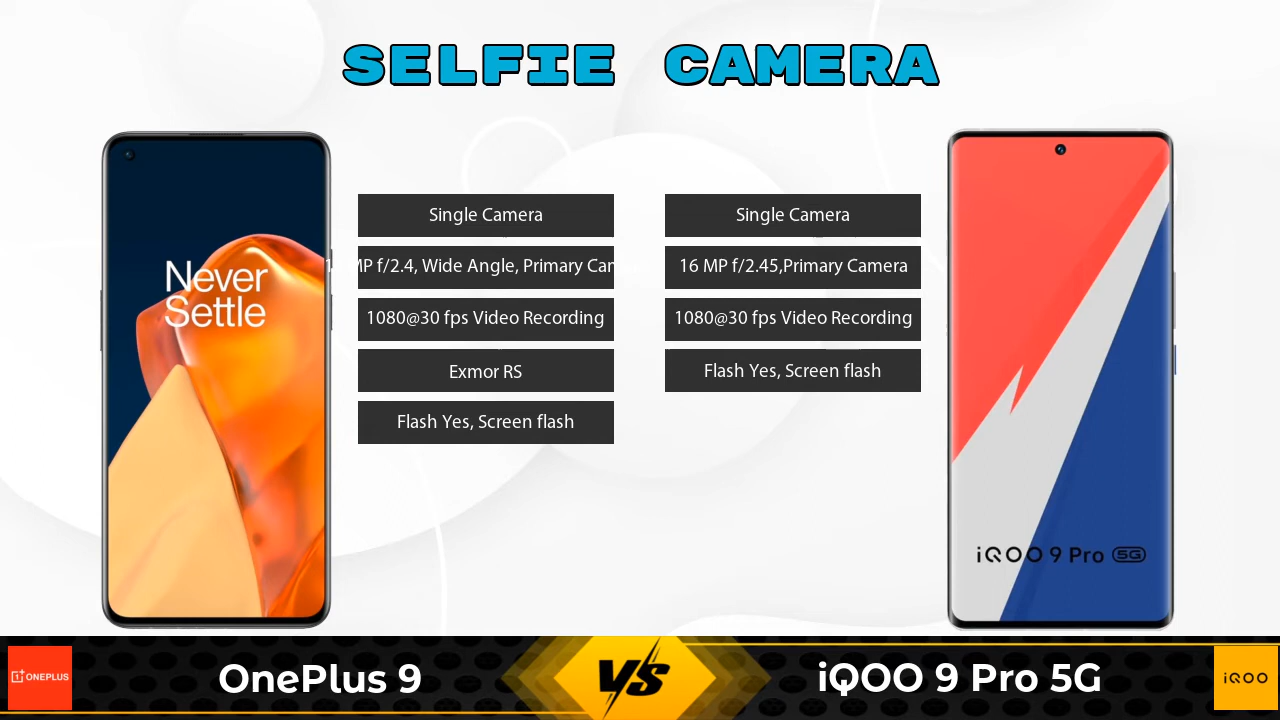 SELFIE CAMERA
Never
Settle
Single Camera
MP f/2.4, Wide Angle, Primary
1080@30 fps Video Recording
Exmor RS
Flash Yes, Screen flash
Single Camera
16 MP f/2.45,Primary Camera
1080@30 fps Video Recording
Flash Yes, Screen flash
iQOO 9 Pro 5G
ONEPLUS
OnePlus 9
VS
iQOO 9 Pro 5G
iQOO